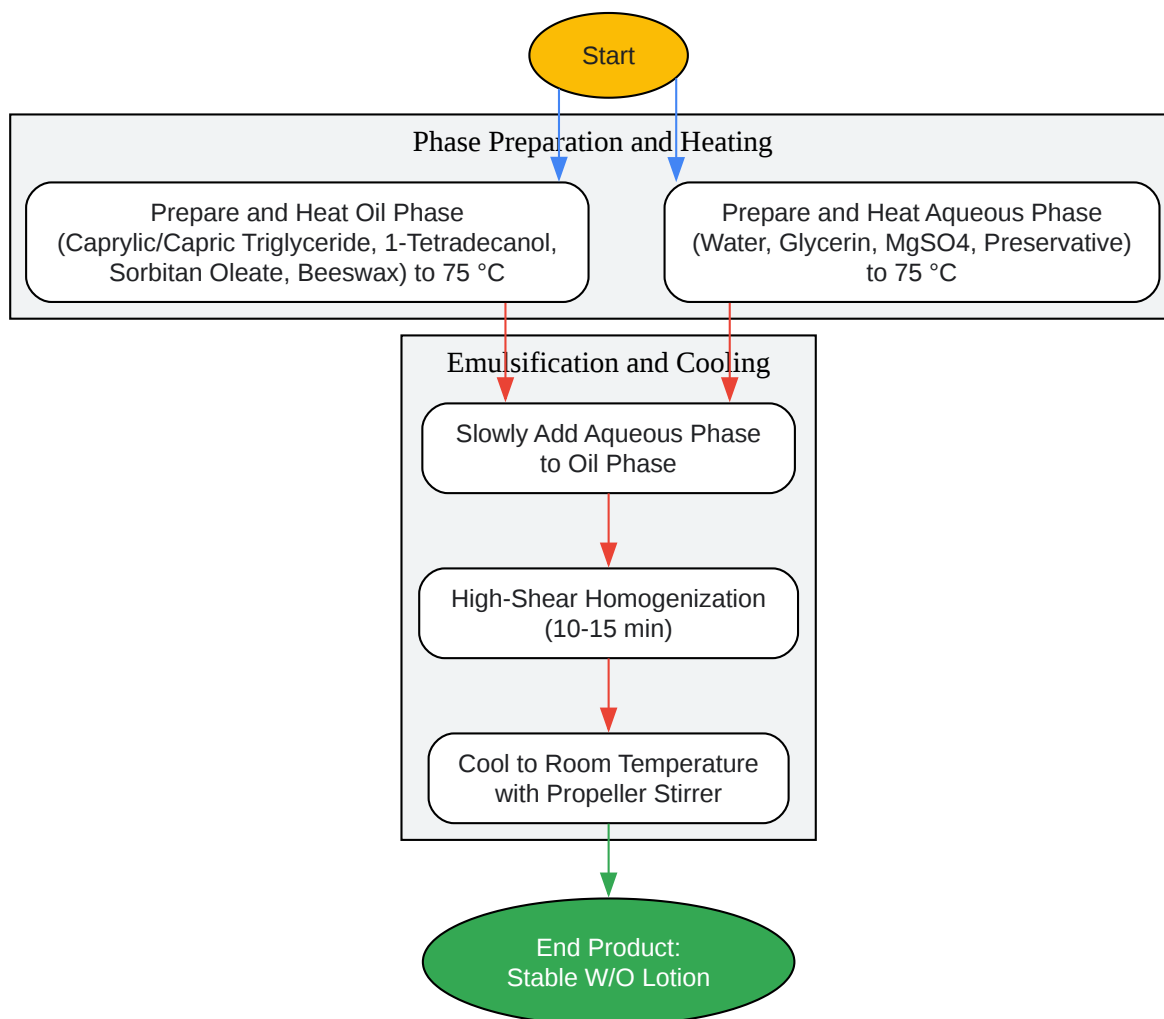 Start
Phase Preparation and Heating
Prepare and Heat Oil Phase
(Caprylic/Capric Triglyceride, 1-Tetradecanol,
Sorbitan Oleate, Beeswax) to 75 °C
Prepare and Heat Aqueous Phase
(Water, Glycerin, MgSO4, Preservative)
to 75 °C
Emulsification and Cooling
Slowly Add Aqueous Phase
to Oil Phase
High-Shear Homogenization
(10-15 min)
Cool to Room Temperature
with Propeller Stirrer
End Product:
Stable W/O Lotion